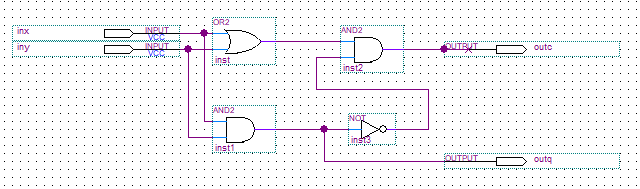 inx
INPUT
VCC
iny
INPUT
VCC
OR2
inst
AND2
inst2
OUTPUT
outc
AND2
inst1
NOT
inst3
OUTPUT
outq